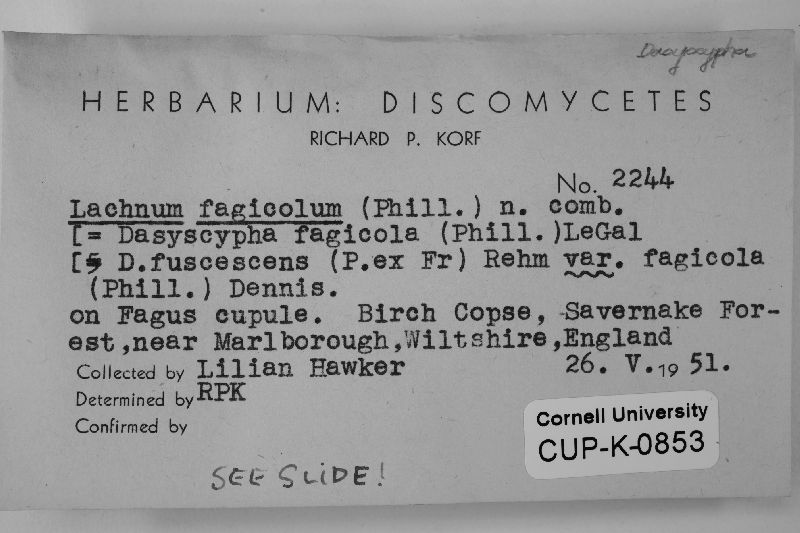 Dasyscypha
HERBARIUM: DISCOMYCETES
RICHARD P. KORF
No. 2244
Lachnum fagicolum (Phill.) n. comb.
[= Dasyscypha fagicola (Phill.)LeGal
[= D.fuscescens (P.ex Fr) Rehm var. fagicola
(Phill.) Dennis.
on Fagus cupule. Birch Copse, Savernake For-
est,near Marlborough,Wiltshire,England
Collected by Lilian Hawker 26. V.19 51.
Determined by RPK
Confirmed by
Cornell University
CUP-K-0853
SEE SLIDE!